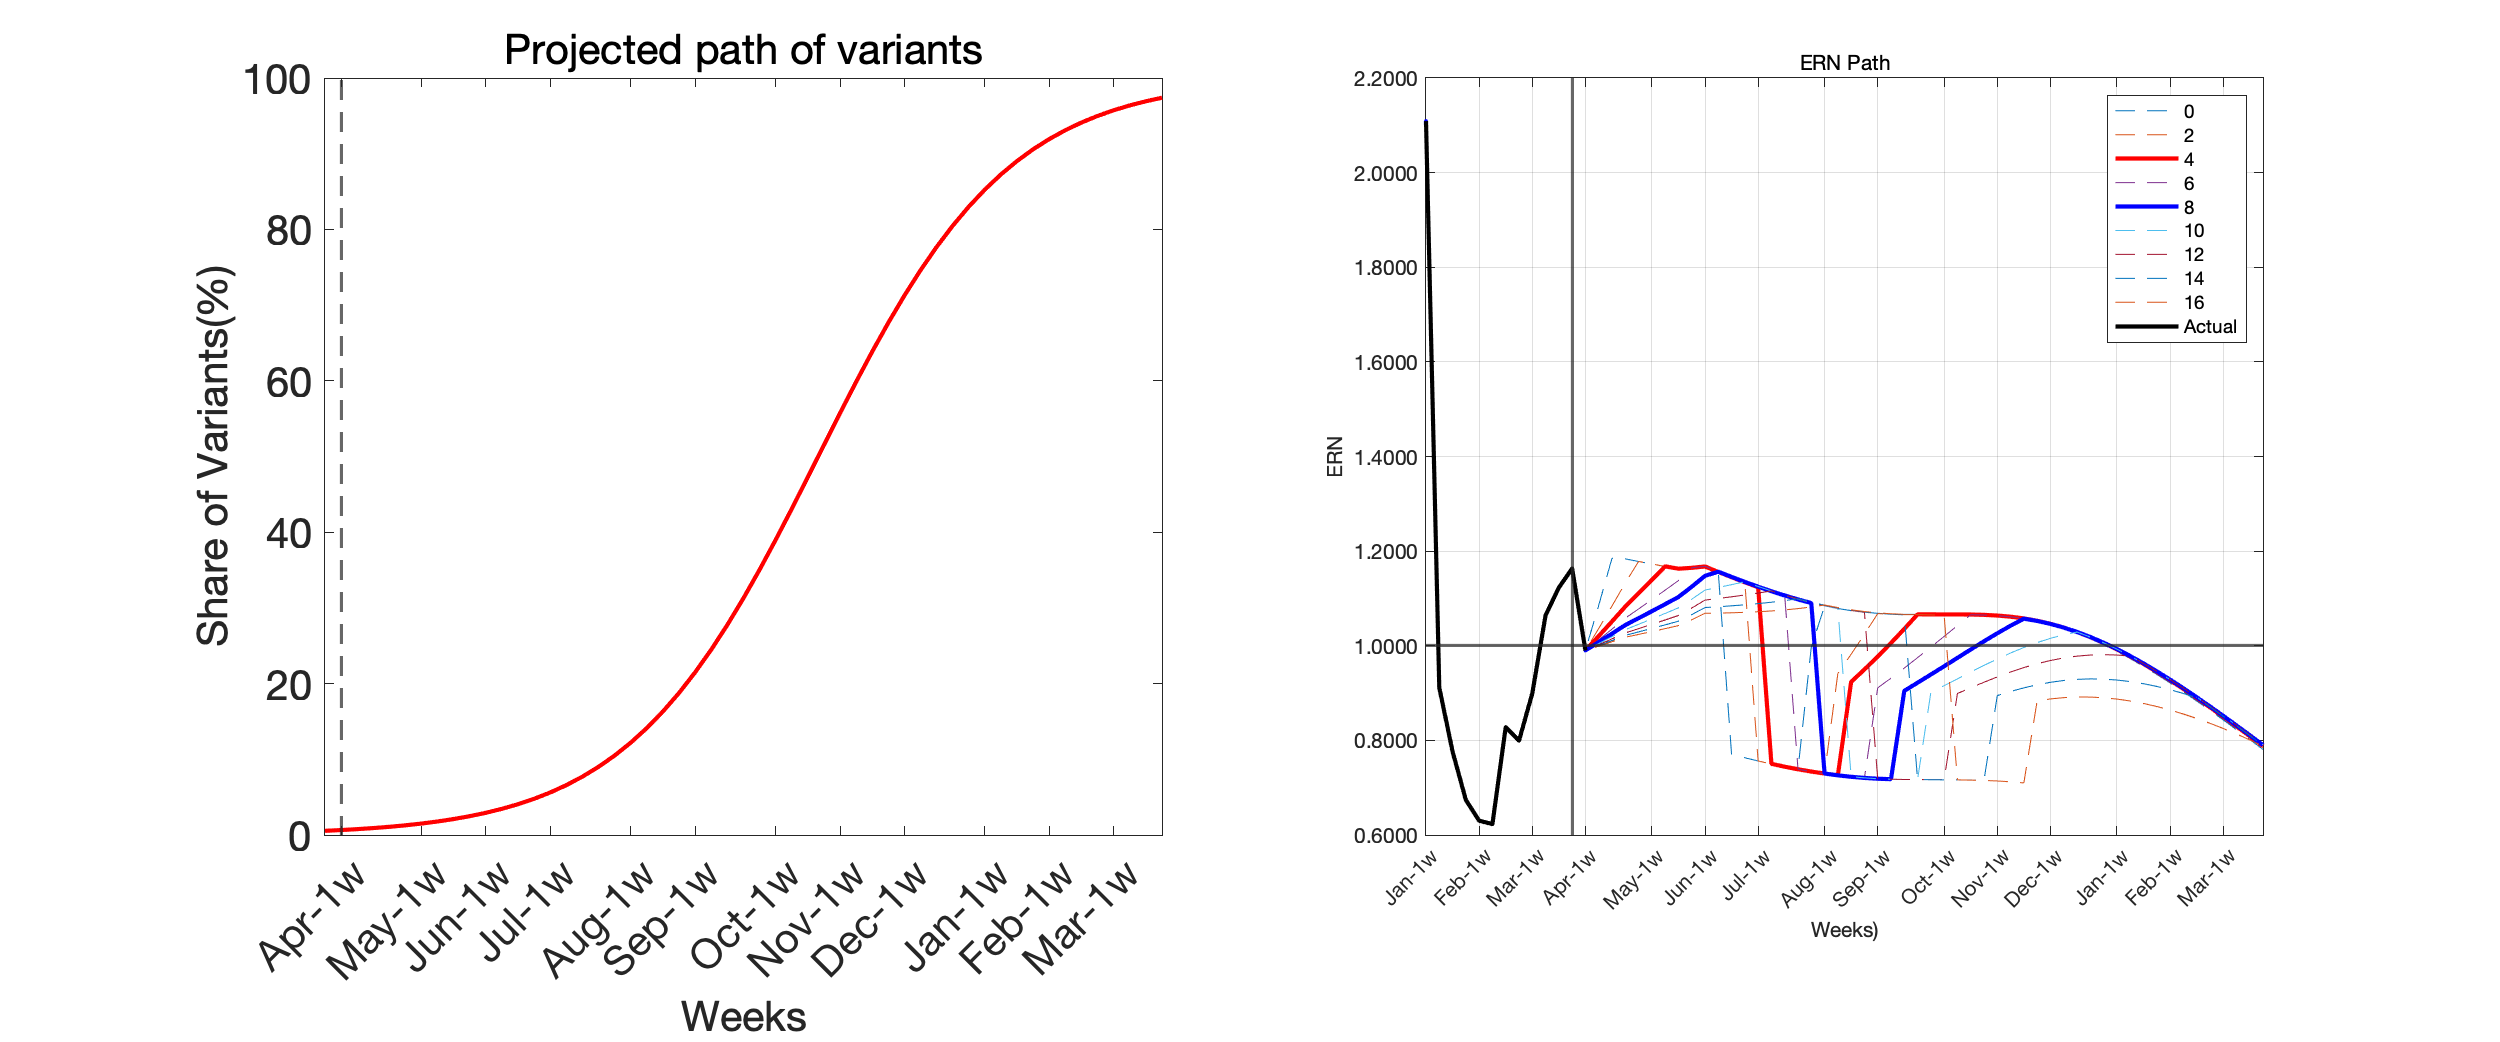 Projected path of variants
100
80
60
40
20
0
Share of Variants(%)
Apr-1w
May-1w
Jun-1w
Jul-1w
Aug-1w
Sep-1w
Oct-1w
Nov-1w
Dec-1w
Jan-1w
Feb-1w
Mar-1w
Weeks
ERN Path
2.2000
2.0000
1.8000
1.6000
1.4000
1.2000
1.0000
0.8000
0.6000
ERN
0
2
4
6
8
10
12
14
16
Actual
Jan-1w
Feb-1w
Mar-1w
Apr-1w
May-1w
Jun-1w
Jul-1w
Aug-1w
Sep-1w
Oct-1w
Nov-1w
Dec-1w
Jan-1w
Feb-1w
Mar-1w
Weeks)